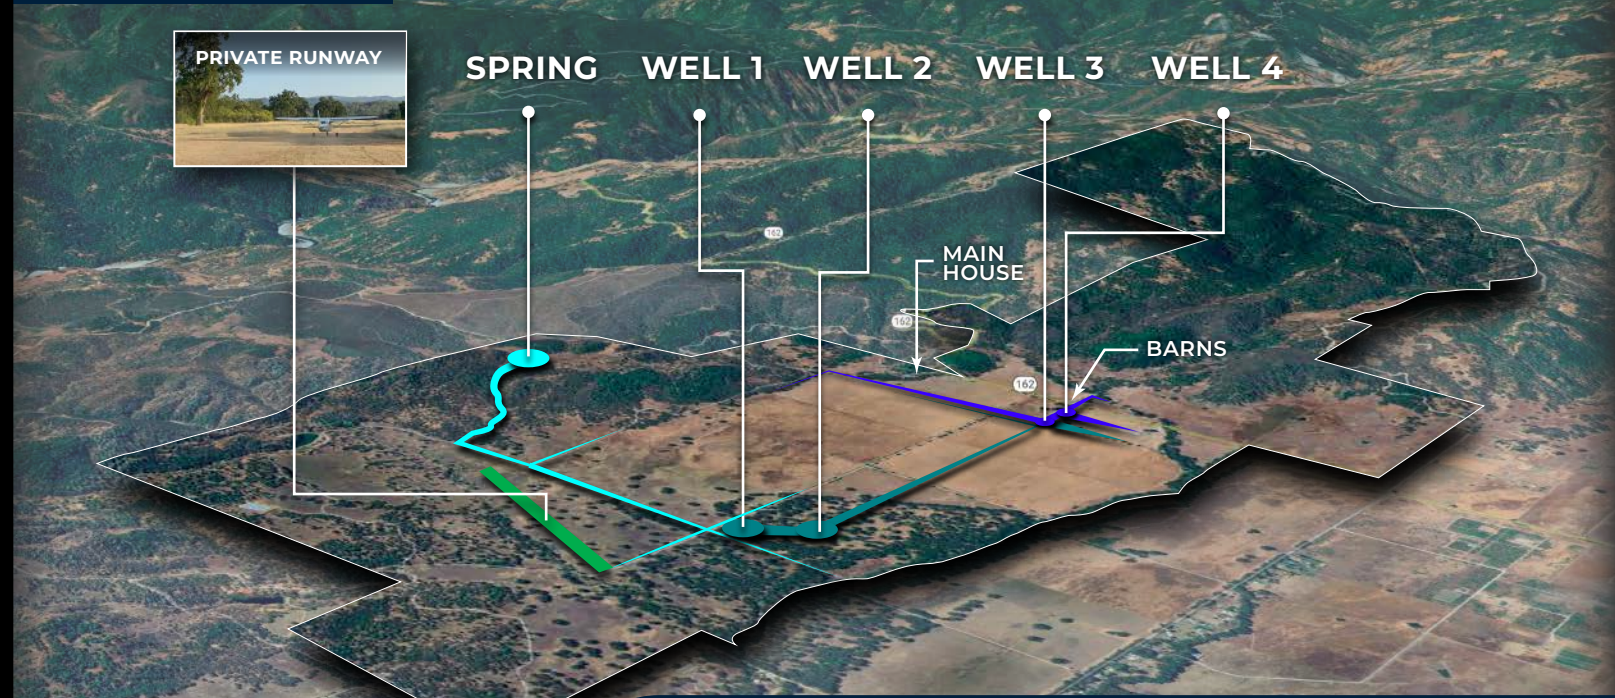 PRIVATE RUNWAY
SPRING
WELL 1
WELL 2
WELL 3
WELL 4
162
MAIN
HOUSE
162
BARNS
162